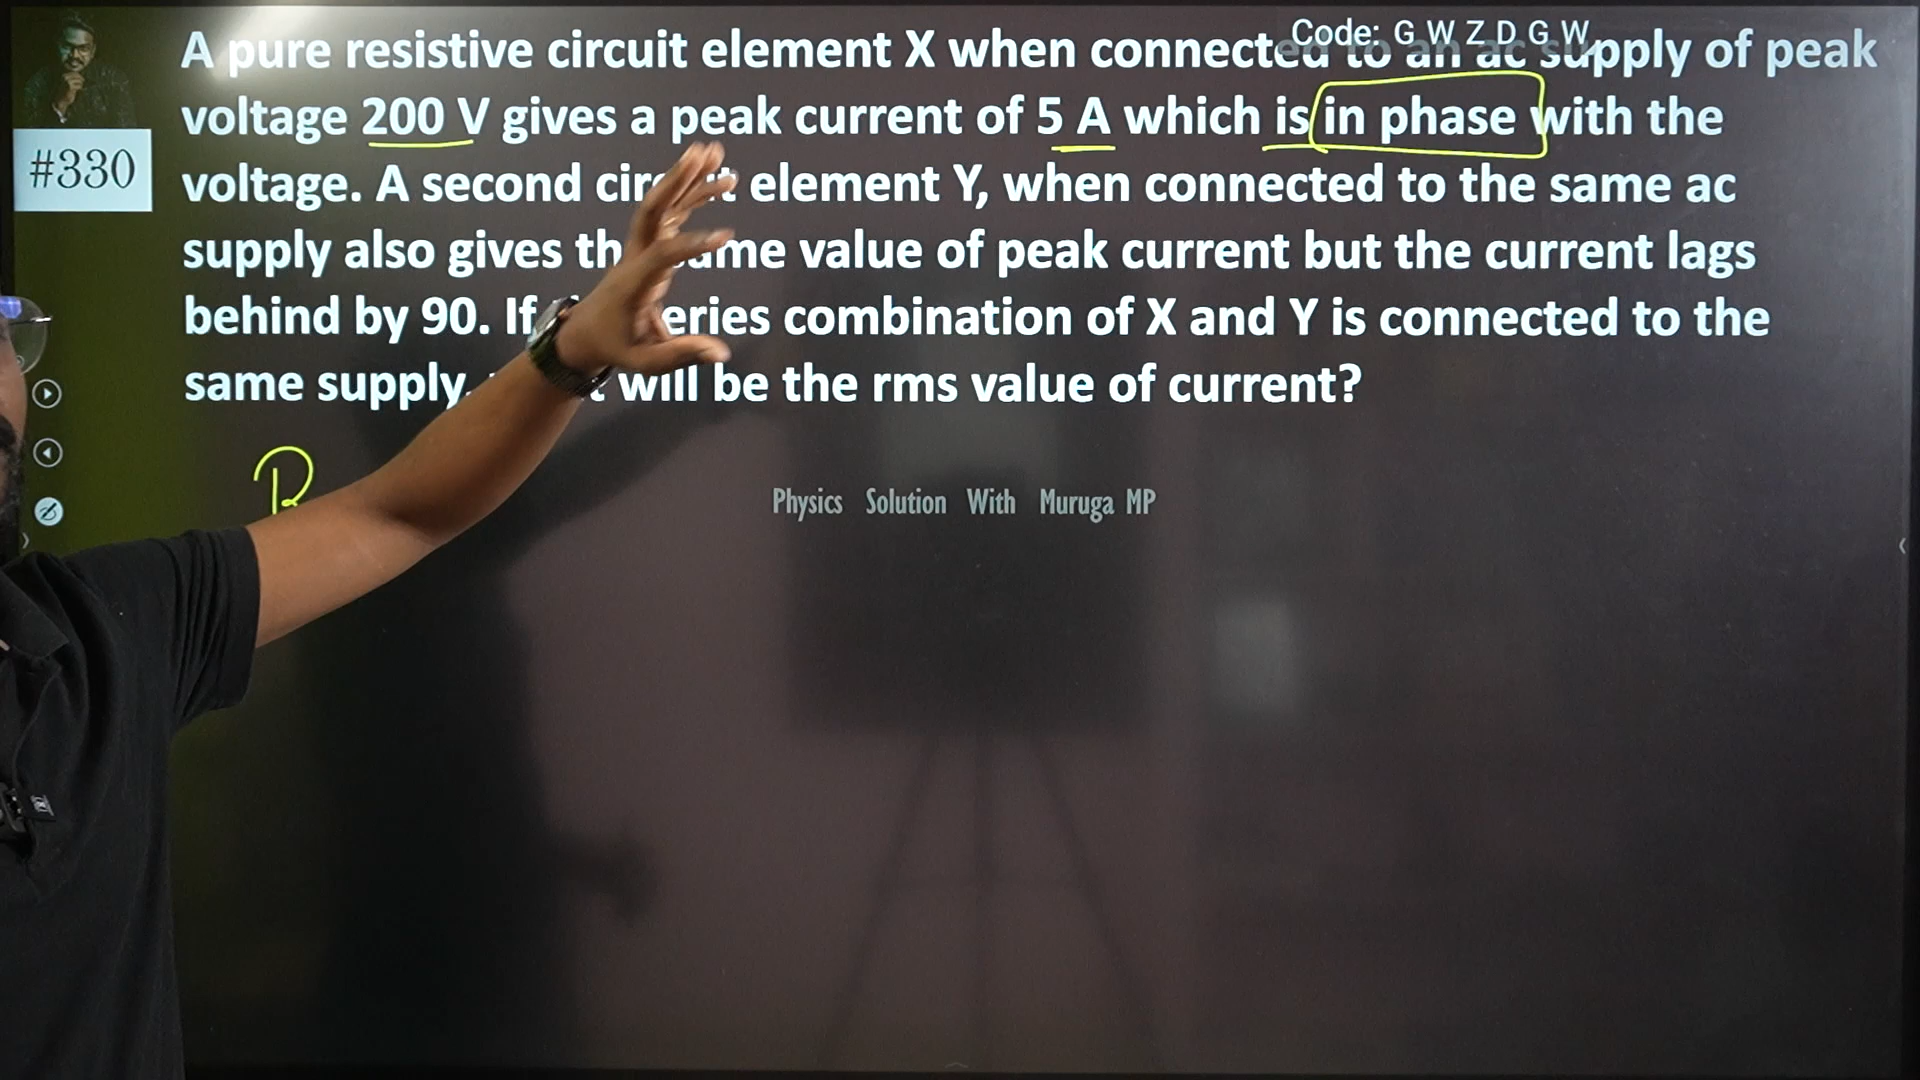 Code: G W Z D G W
A pure resistive circuit element X when connected to an ac supply of peak
voltage 200 V gives a peak current of 5 A which is in phase with the
#330
voltage. A second element Y, when connected to the same ac
supply also gives value of peak current but the current lags
behind by 90. If combination of X and Y is connected to the
same supply, will be the rms value of current?
Physics Solution With Muruga MP